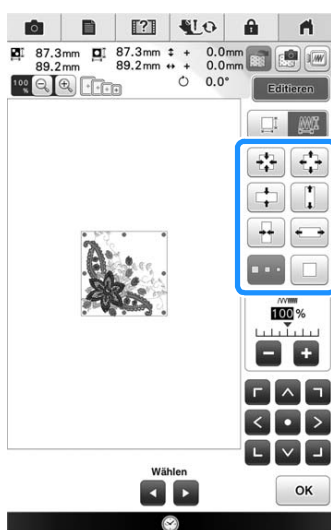 87.3mm 87.3mm + 0.0mm
89.2mm 89.2mm + 0.0mm
100 % 0.0°
Editieren
100 %
Wählen
OK